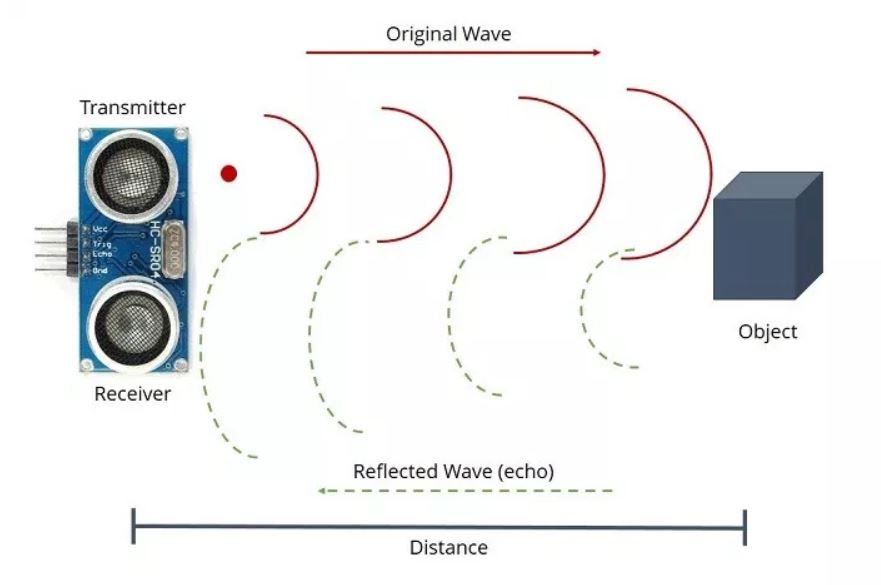 Original Wave
Transmitter
Vcc
Trig
Echo
Gnd
HC-SR04
Object
Receiver
Reflected Wave (echo)
Distance